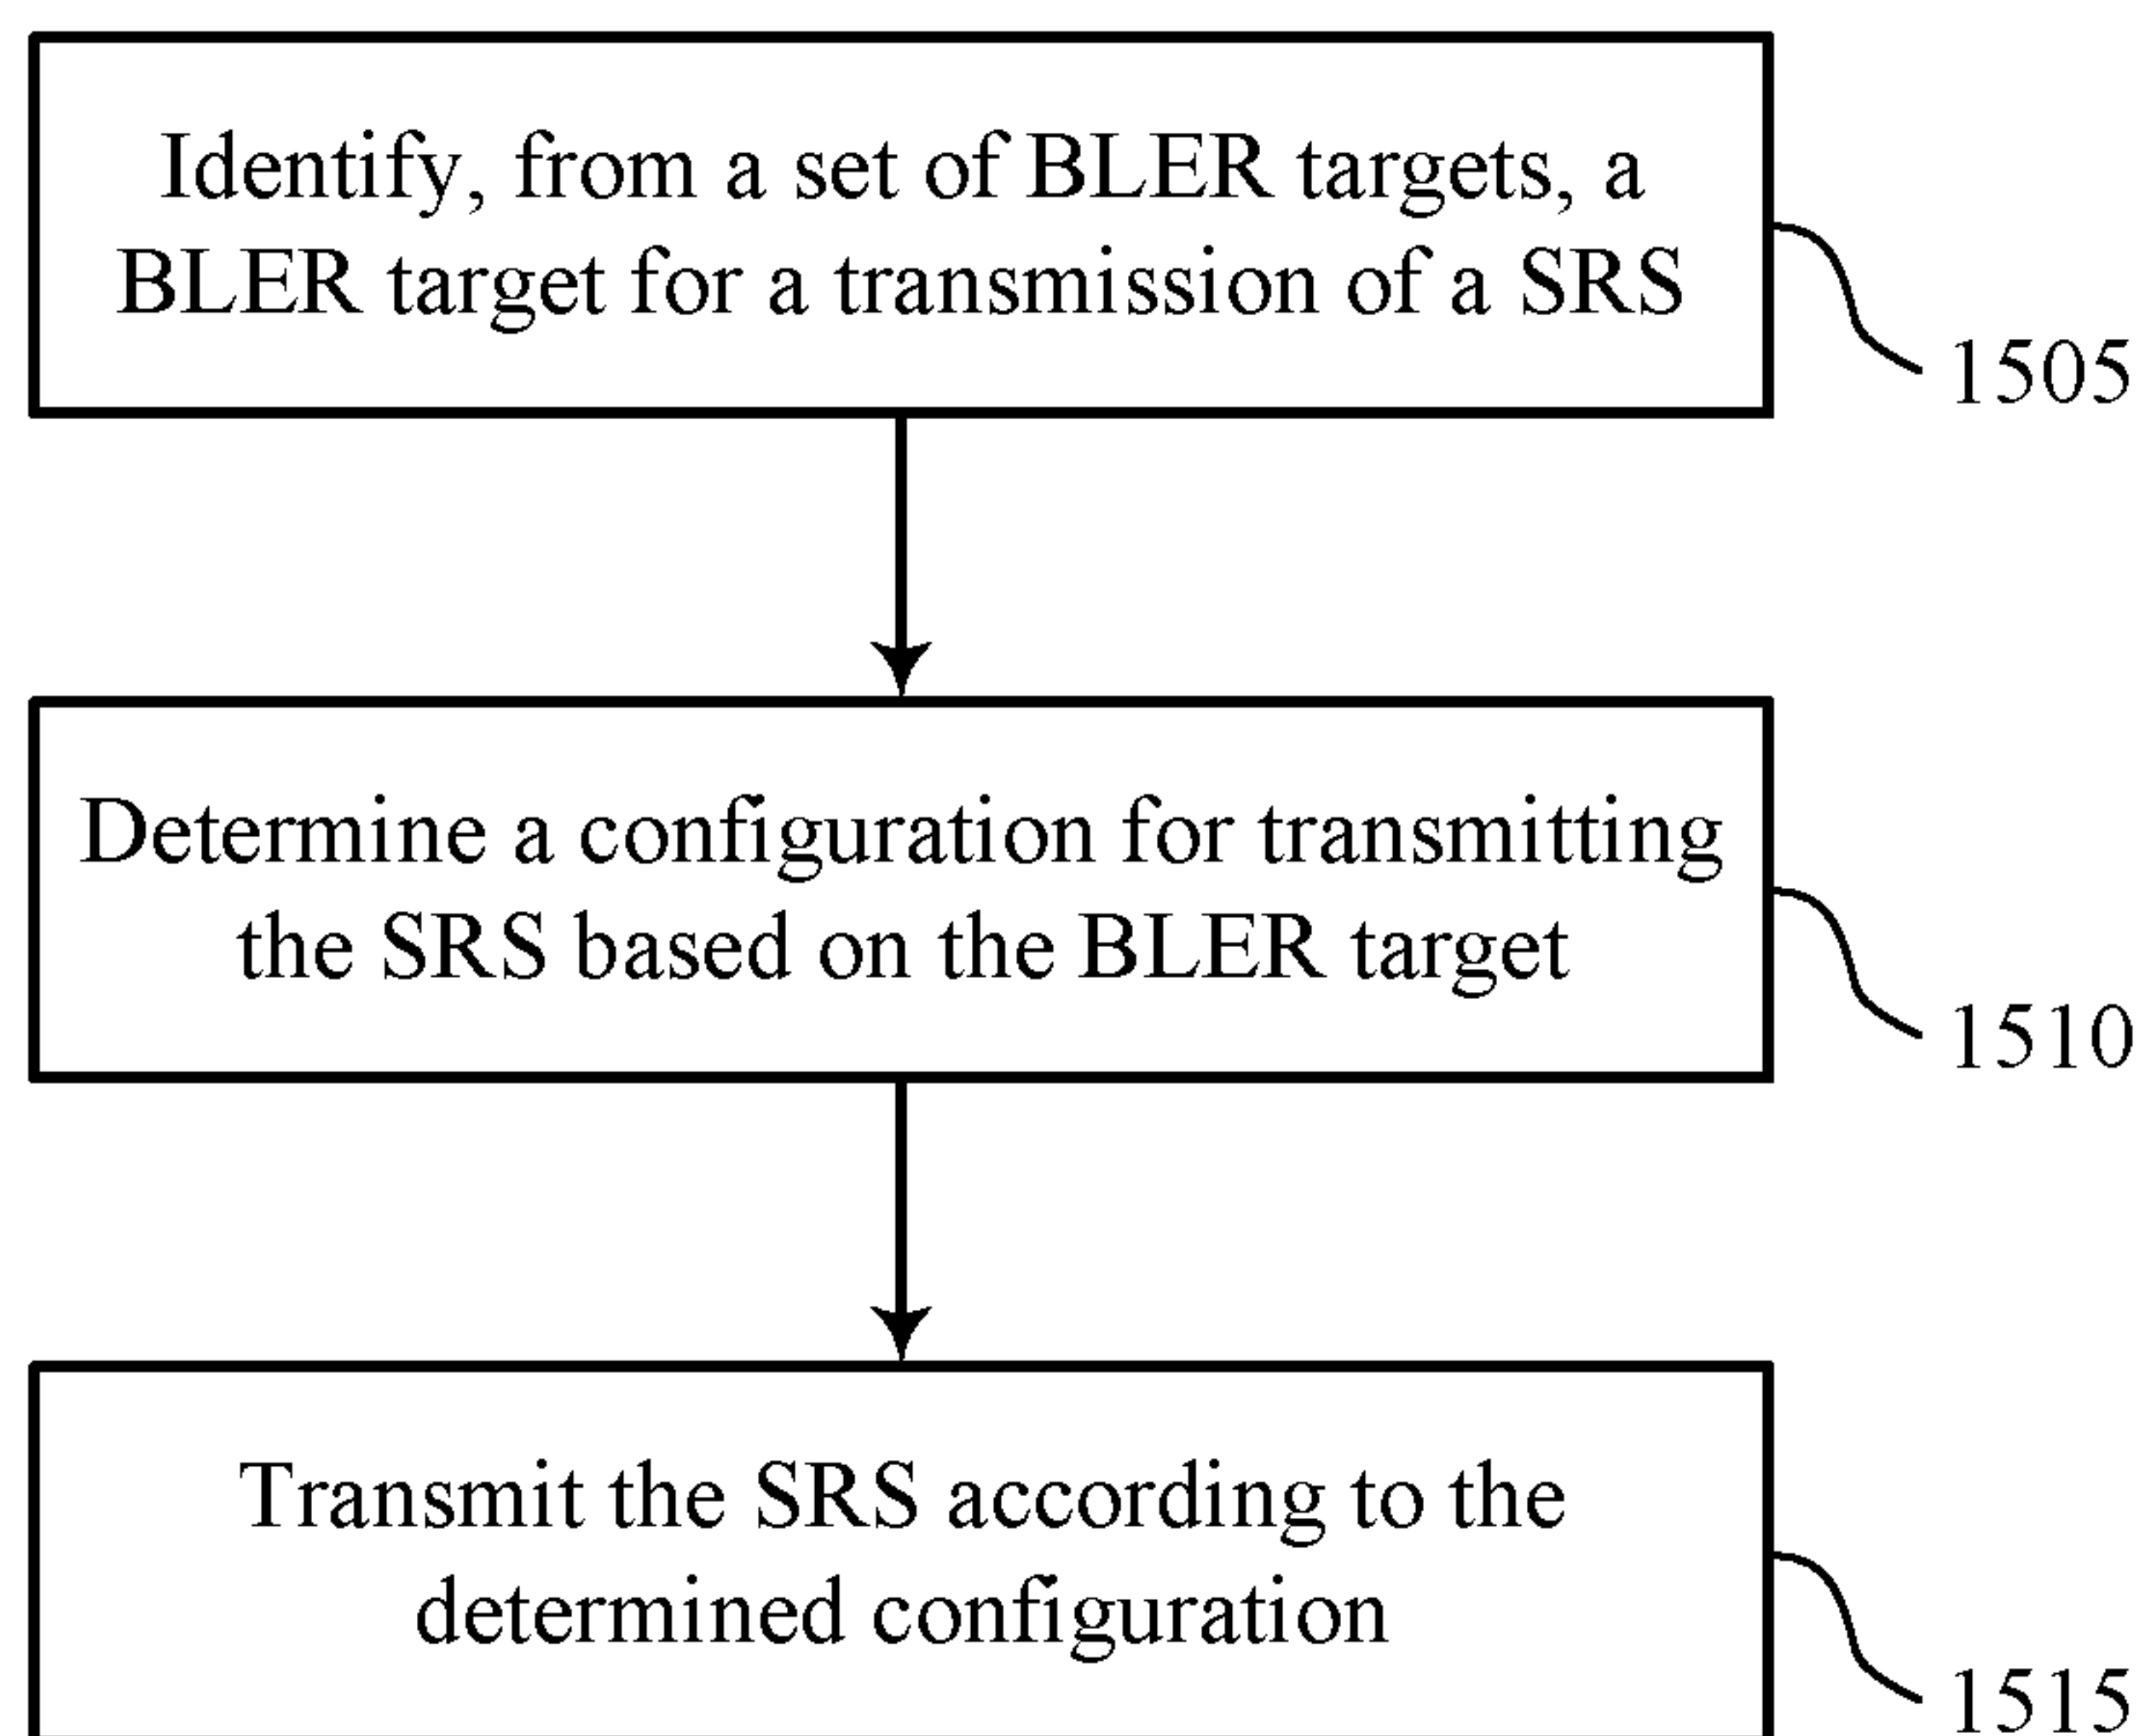 Identify, from a set of BLER targets, a
BLER target for a transmission of a SRS
1505
Determine a configuration for transmitting
the SRS based on the BLER target
1510
Transmit the SRS according to the
determined configuration
1515